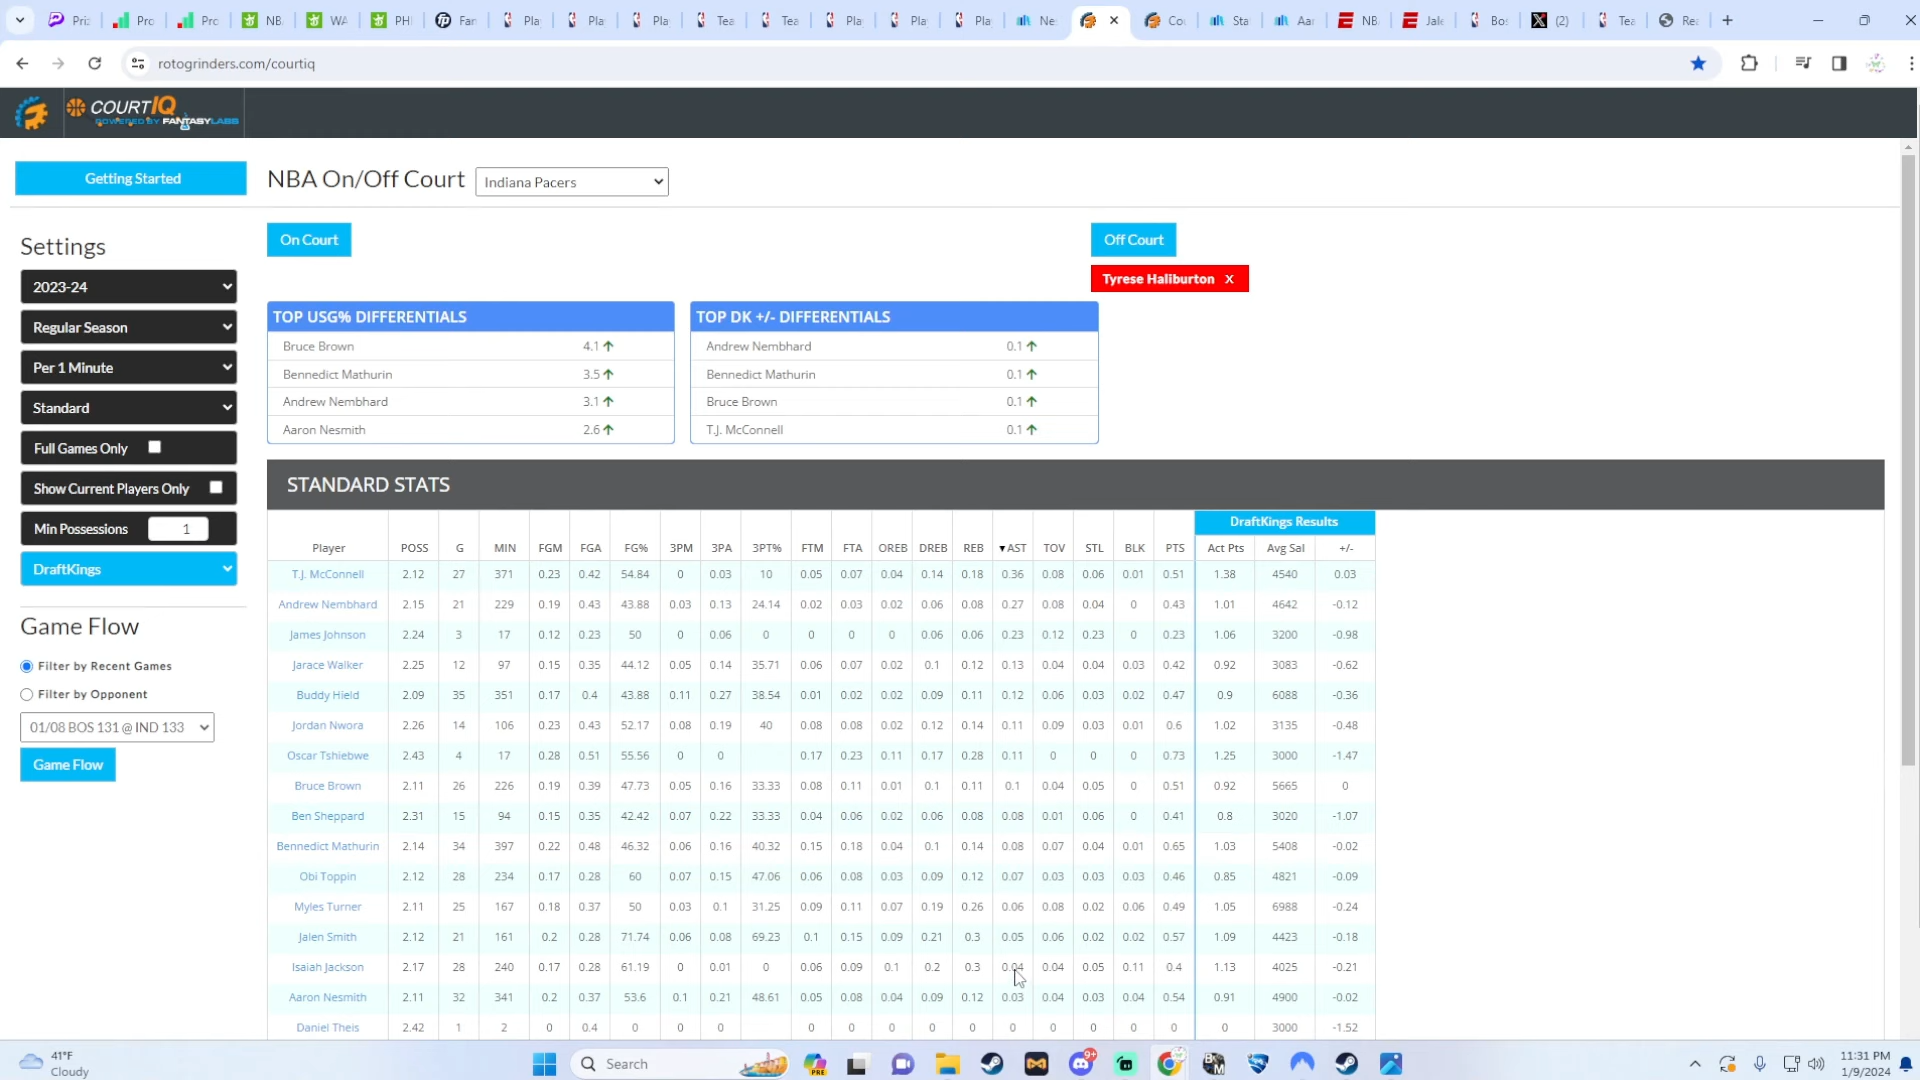 Priz
Pro
Pro
NB
WA
PHI
Fan
Pla
Pla
Pla
Tea
Tea
Pla
Pla
Pla
Ne
Co
Sta
Aar
NB
Jale
Bos
(2)
Tea
Re
rotogrinders.com/courtiq
COURTIQ
POWERED BY FANTASYLABS
Getting Started
NBA On/Off Court Indiana Pacers
On Court Off Court
Tyrese Haliburton X
Settings
2023-24
Regular Season
Per 1 Minute
Standard
Full Games Only
Show Current Players Only
Min Possessions 1
DraftKings
Game Flow
Filter by Recent Games
Filter by Opponent
01/08 BOS 131 @ IND 133
Game Flow
TOP USG% DIFFERENTIALS
Bruce Brown 4.1
Bennedict Mathurin 3.5
Andrew Nembhard 3.1
Aaron Nesmith 2.6
TOP DK +/- DIFFERENTIALS
Andrew Nembhard 0.1
Bennedict Mathurin 0.1
Bruce Brown 0.1
T.J. McConnell 0.1
STANDARD STATS
DraftKings Results
Player POSS G MIN FGM FGA FG% 3PM 3PA 3PT% FTM FTA OREB DREB REB ▾AST TOV STL BLK PTS Act Pts Avg Sal +/-
T.J. McConnell 2.12 27 371 0.23 0.42 54.84 0 0.03 10 0.05 0.07 0.04 0.14 0.18 0.36 0.08 0.06 0.01 0.51 1.38 4540 0.03
Andrew Nembhard 2.15 21 229 0.19 0.43 43.88 0.03 0.13 24.14 0.02 0.03 0.02 0.06 0.08 0.27 0.08 0.04 0 0.43 1.01 4642 -0.12
James Johnson 2.24 3 17 0.12 0.23 50 0 0.06 0 0 0 0 0.06 0.06 0.23 0.12 0.23 0 0.23 1.06 3200 -0.98
Jarace Walker 2.25 12 97 0.15 0.35 44.12 0.05 0.14 35.71 0.06 0.07 0.02 0.1 0.12 0.13 0.04 0.04 0.03 0.42 0.92 3083 -0.62
Buddy Hield 2.09 35 351 0.17 0.4 43.88 0.11 0.27 38.54 0.01 0.02 0.02 0.09 0.11 0.12 0.06 0.03 0.02 0.47 0.9 6088 -0.36
Jordan Nwora 2.26 14 106 0.23 0.43 52.17 0.08 0.19 40 0.08 0.08 0.02 0.12 0.14 0.11 0.09 0.03 0.01 0.6 1.02 3135 -0.48
Oscar Tshiebwe 2.43 4 17 0.28 0.51 55.56 0 0 0.17 0.23 0.11 0.17 0.28 0.11 0 0 0 0.73 1.25 3000 -1.47
Bruce Brown 2.11 26 226 0.19 0.39 47.73 0.05 0.16 33.33 0.08 0.11 0.01 0.1 0.11 0.1 0.04 0.05 0 0.51 0.92 5665 0
Ben Sheppard 2.31 15 94 0.15 0.35 42.42 0.07 0.22 33.33 0.04 0.06 0.02 0.06 0.08 0.08 0.01 0.06 0 0.41 0.8 3020 -1.07
Bennedict Mathurin 2.14 34 397 0.22 0.48 46.32 0.06 0.16 40.32 0.15 0.18 0.04 0.1 0.14 0.08 0.07 0.04 0.01 0.65 1.03 5408 -0.02
Obi Toppin 2.12 28 234 0.17 0.28 60 0.07 0.15 47.06 0.06 0.08 0.03 0.09 0.12 0.07 0.03 0.03 0.03 0.46 0.85 4821 -0.09
Myles Turner 2.11 25 167 0.18 0.37 50 0.03 0.1 31.25 0.09 0.11 0.07 0.19 0.26 0.06 0.08 0.02 0.06 0.49 1.05 6988 -0.24
Jalen Smith 2.12 21 161 0.2 0.28 71.74 0.06 0.08 69.23 0.1 0.15 0.09 0.21 0.3 0.05 0.06 0.02 0.02 0.57 1.09 4423 -0.18
Isaiah Jackson 2.17 28 240 0.17 0.28 61.19 0 0.01 0 0.06 0.09 0.1 0.2 0.3 0.04 0.04 0.05 0.11 0.4 1.13 4025 -0.21
Aaron Nesmith 2.11 32 341 0.2 0.37 53.6 0.1 0.21 48.61 0.05 0.08 0.04 0.09 0.12 0.03 0.04 0.03 0.04 0.54 0.91 4900 -0.02
Daniel Theis 2.42 1 2 0 0.4 0 0 0 0 0 0 0 0 0 0 0 0 0 0 3000 -1.52
41°F
Cloudy
Search
PRE
9+
11:31 PM
1/9/2024